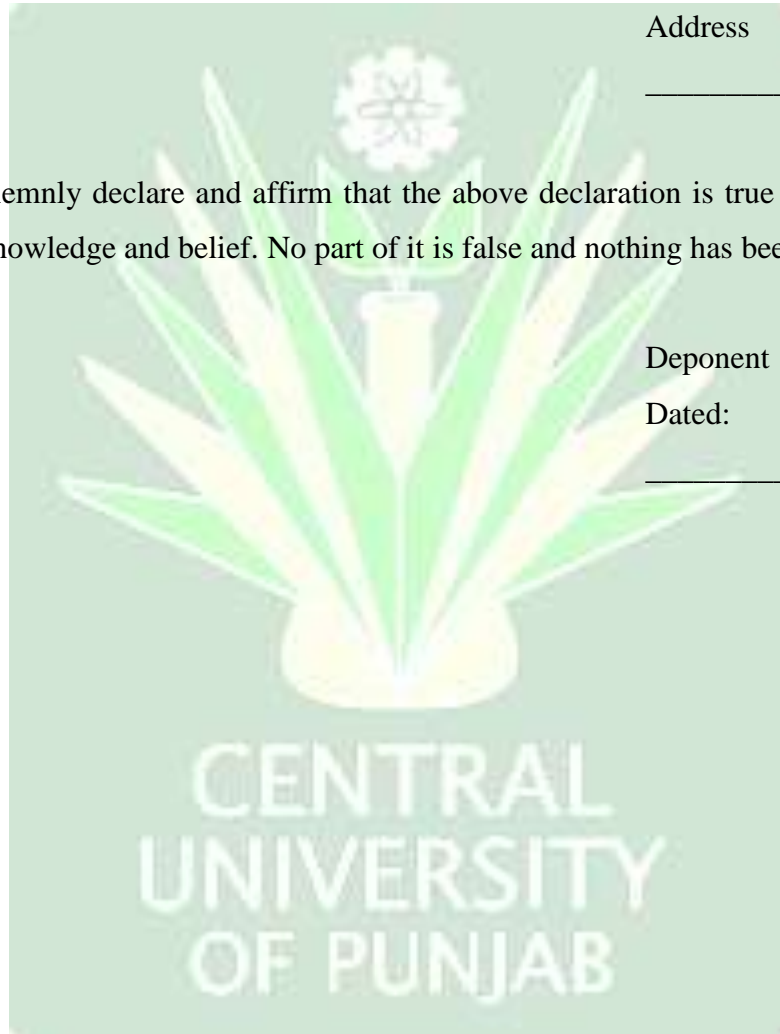 Address
emnly declare and affirm that the above declaration is true
nowledge and belief. No part of it is false and nothing has bee
Deponent
Dated:
CENTRAL
UNIVERSITY
OF PUNJAB